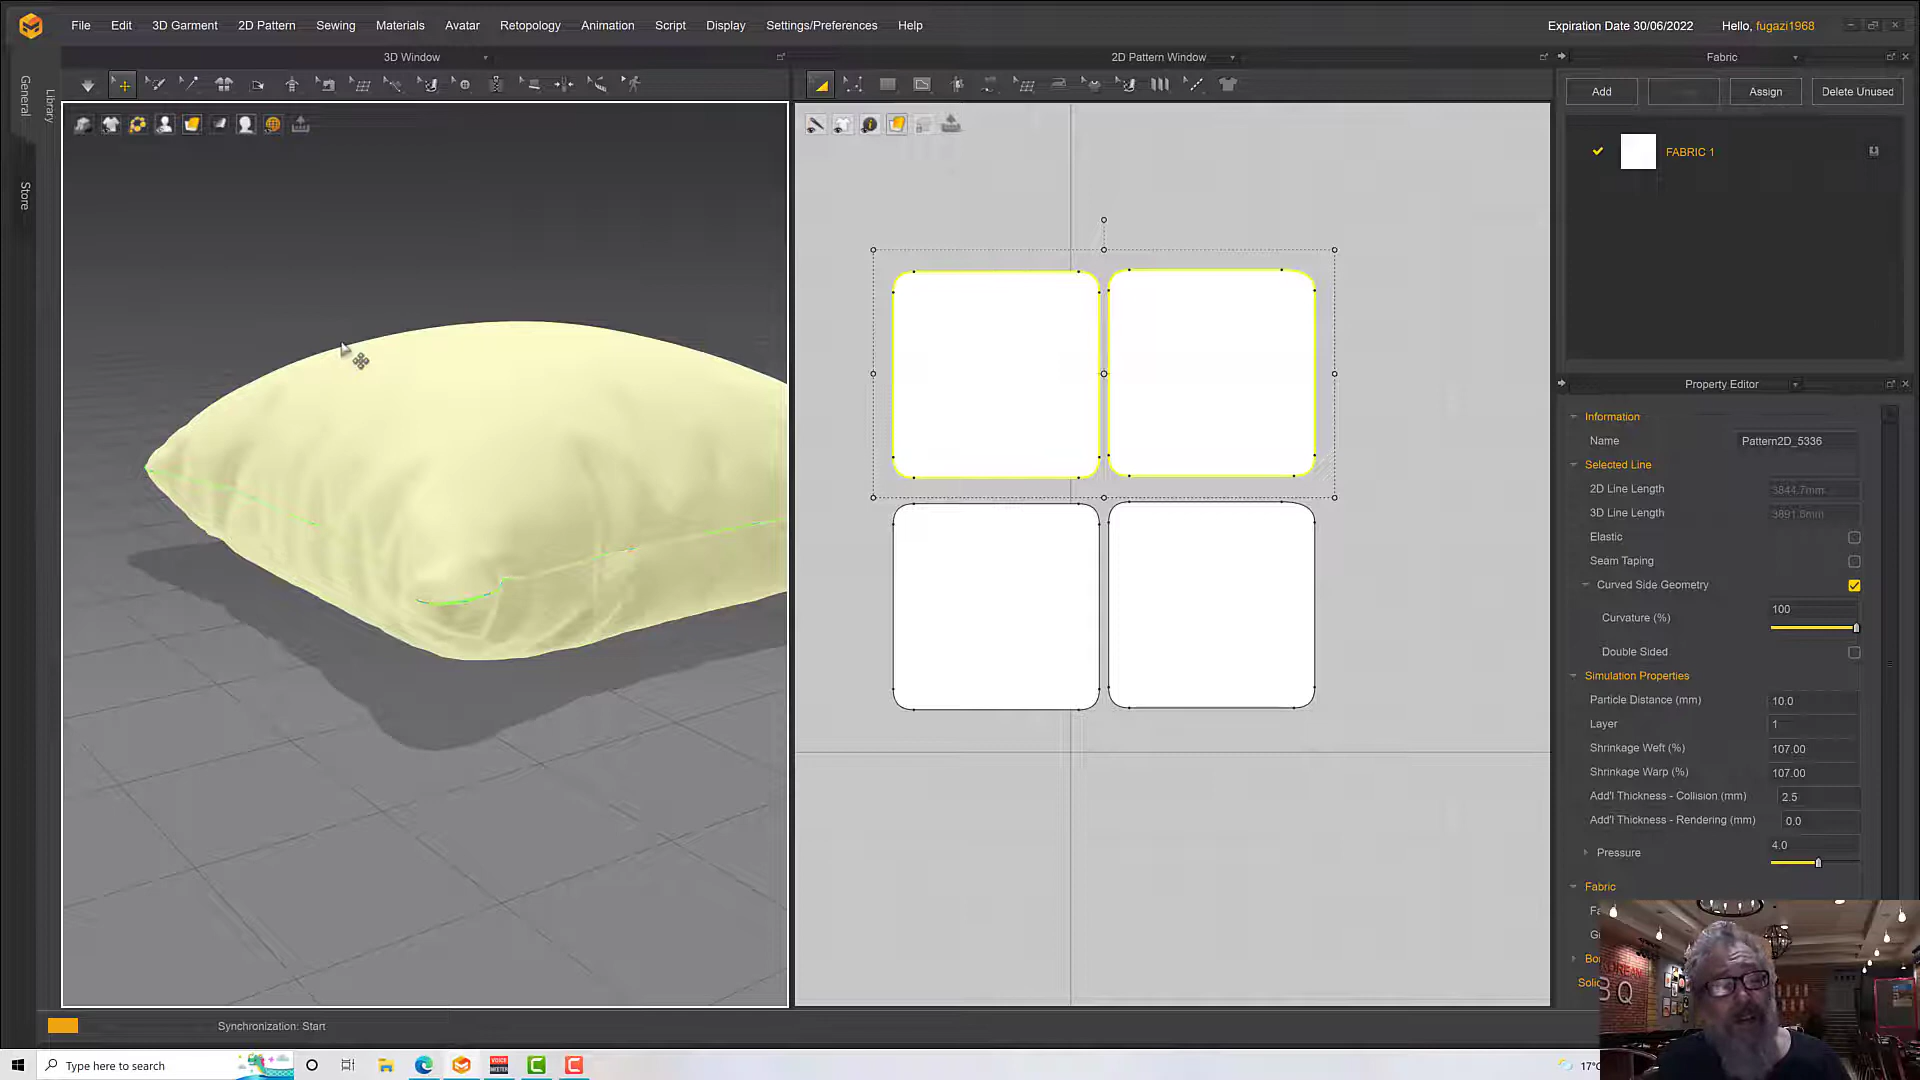 File Edit 3D Garment 2D Pattern Sewing Materials Avatar Retopology Animation Script Display Settings/Preferences Help Expiration Date 30/06/2022 Hello, fugazi1968
3D Window 2D Pattern Window Fabric
General
Library
Store
Add Assign Delete Unused
FABRIC 1
Property Editor
Information
Name Pattern2D_5336
Selected Line
2D Line Length 3844.7mm
3D Line Length 3891.8mm
Elastic
Seam Taping
Curved Side Geometry
100
Curvature (%)
Double Sided
Simulation Properties
Particle Distance (mm) 10.0
Layer 1
Shrinkage Weft (%) 107.00
Shrinkage Warp (%) 107.00
Add'l Thickness - Collision (mm) 2.5
Add'l Thickness - Rendering (mm) 0.0
4.0
Pressure
Fabric
Synchronization: Start
Type here to search
17°